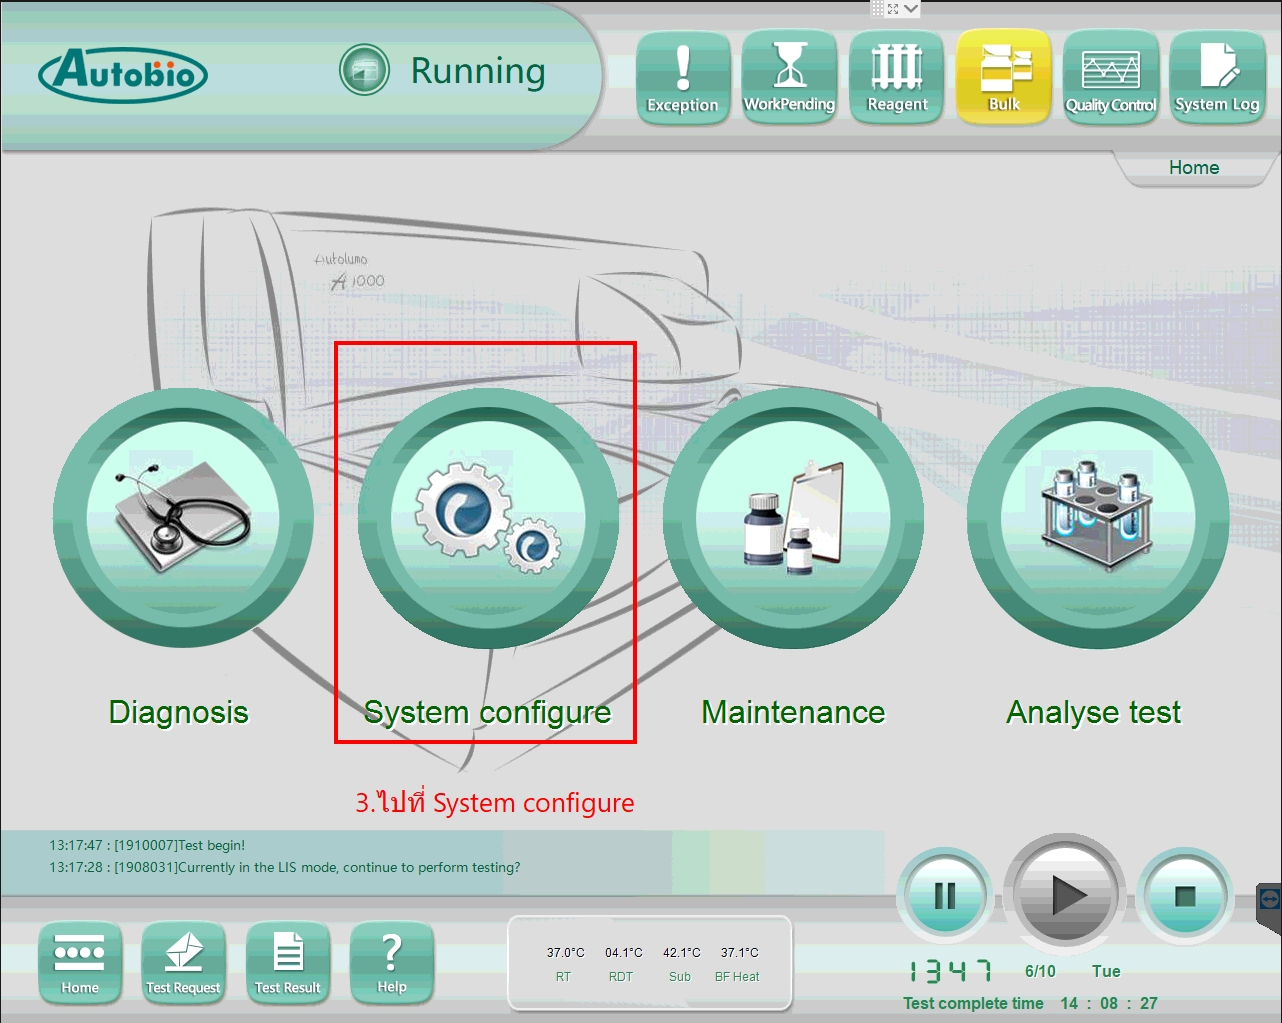 Autobio
Running
Exception
WorkPending
Reagent
Bulk
Quality Control
System Log
Home
Autolumo
A1000
Diagnosis
System configure
Maintenance
Analyse test
3.ไปที่ System configure
13:17:47 : [1910007]Test begin!
13:17:28 : [1908031]Currently in the LIS mode, continue to perform testing?
Home
Test Request
Test Result
? Help
37.0°C 04.1°C 42.1°C 37.1°C
RT RDT Sub BF Heat
1347 6/10 Tue
Test complete time 14 : 08 : 27